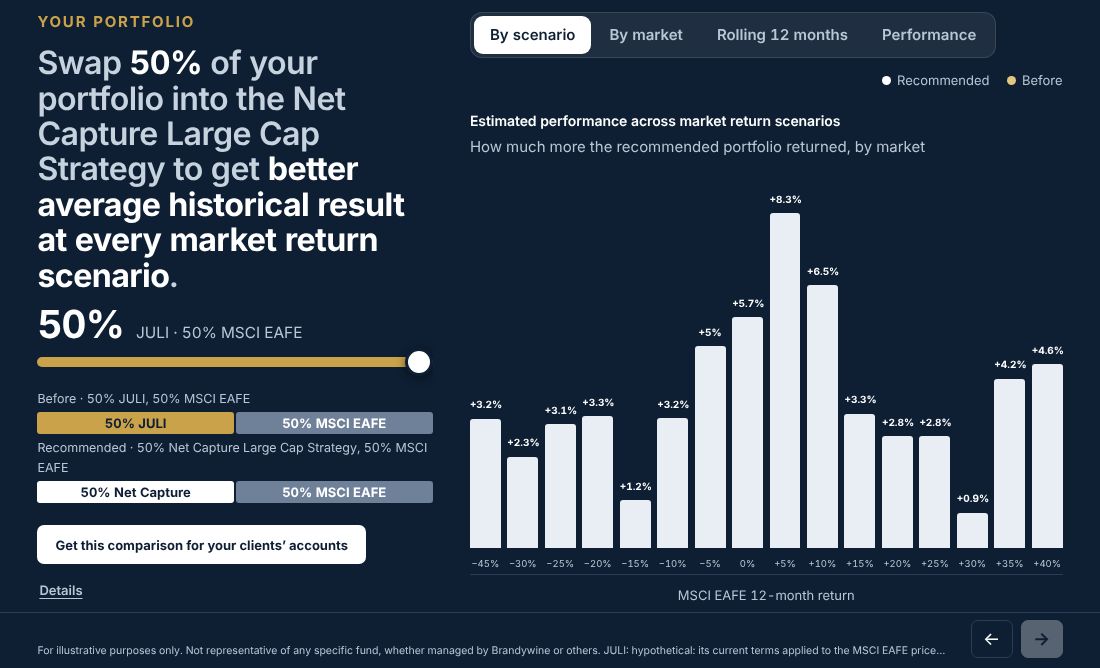 YOUR PORTFOLIO
Swap 50% of your
portfolio into the Net
Capture Large Cap
Strategy to get better
average historical result
at every market return
scenario.
50% JULI · 50% MSCI EAFE
Before · 50% JULI, 50% MSCI EAFE
50% JULI 50% MSCI EAFE
Recommended · 50% Net Capture Large Cap Strategy, 50% MSCI
EAFE
50% Net Capture 50% MSCI EAFE
Get this comparison for your clients’ accounts
Details
By scenario By market Rolling 12 months Performance
Recommended Before
Estimated performance across market return scenarios
How much more the recommended portfolio returned, by market
+3.2% +2.3% +3.1% +3.3% +1.2% +3.2% +5% +5.7% +8.3% +6.5% +3.3% +2.8% +2.8% +0.9% +4.2% +4.6%
−45% −30% −25% −20% −15% −10% −5% 0% +5% +10% +15% +20% +25% +30% +35% +40%
MSCI EAFE 12-month return
For illustrative purposes only. Not representative of any specific fund, whether managed by Brandywine or others. JULI: hypothetical: its current terms applied to the MSCI EAFE price...